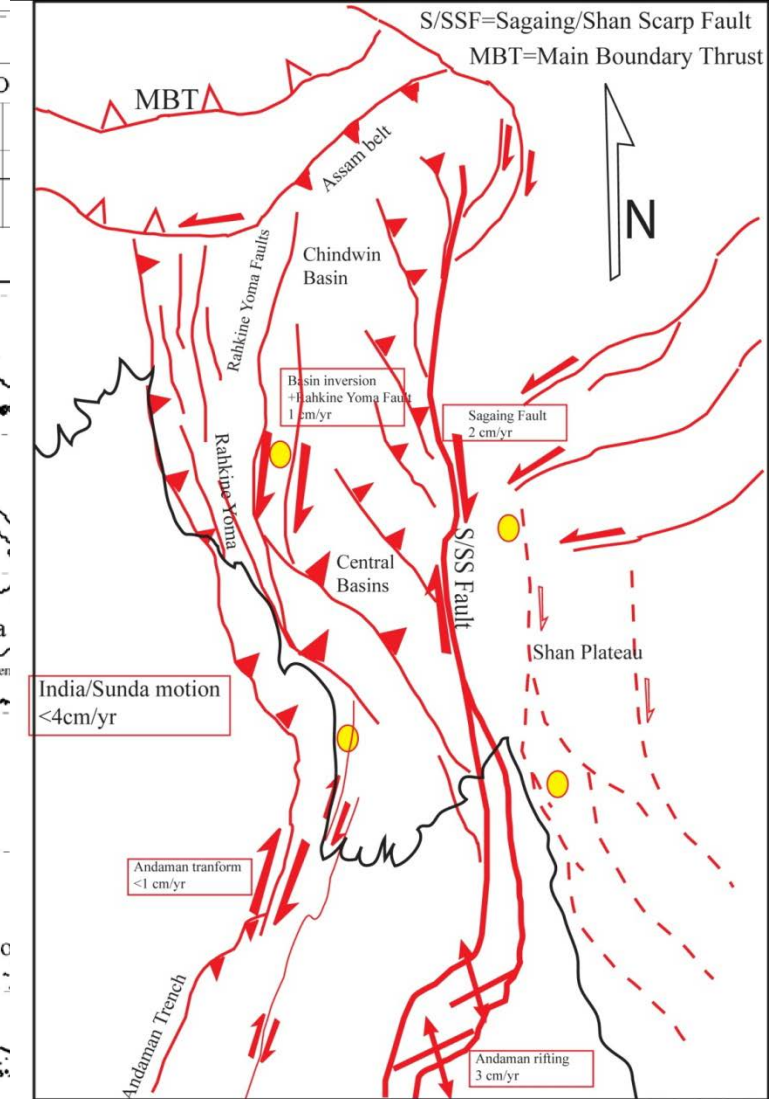 S/SSF=Sagaing/Shan Scarp Fault
MBT=Main Boundary Thrust
MBT
Assam belt
N
Chindwin
Basin
Rahkine Yoma Faults
Basin inversion
+Rahkine Yoma Fault
1 cm/yr
Sagaing Fault
2 cm/yr
Rahkine Yoma
S/SS Fault
Central
Basins
Shan Plateau
India/Sunda motion
<4cm/yr
Andaman tranform
<1 cm/yr
Andaman Trench
Andaman rifting
3 cm/yr